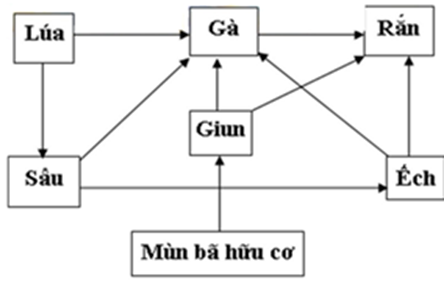 Lúa
Gà
Rắn
Giun
Sâu
Ếch
Mùn bã hữu cơ